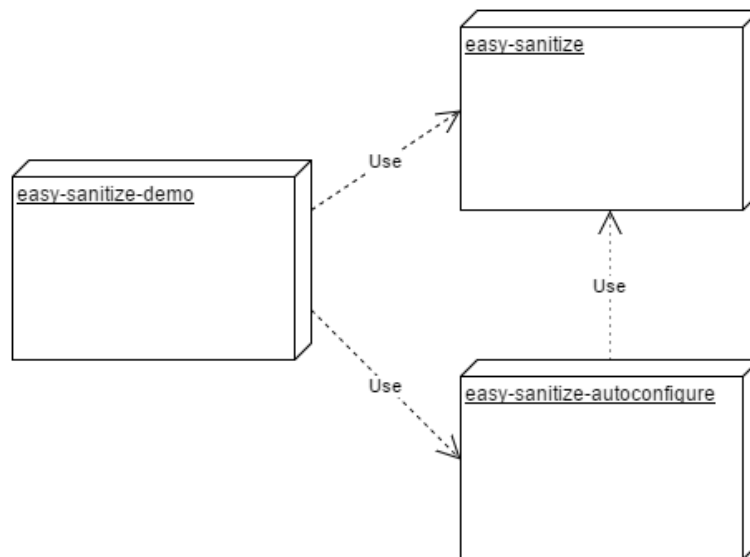 easy-sanitize
Use
easy-sanitize-demo
Use
Use
easy-sanitize-autoconfigure